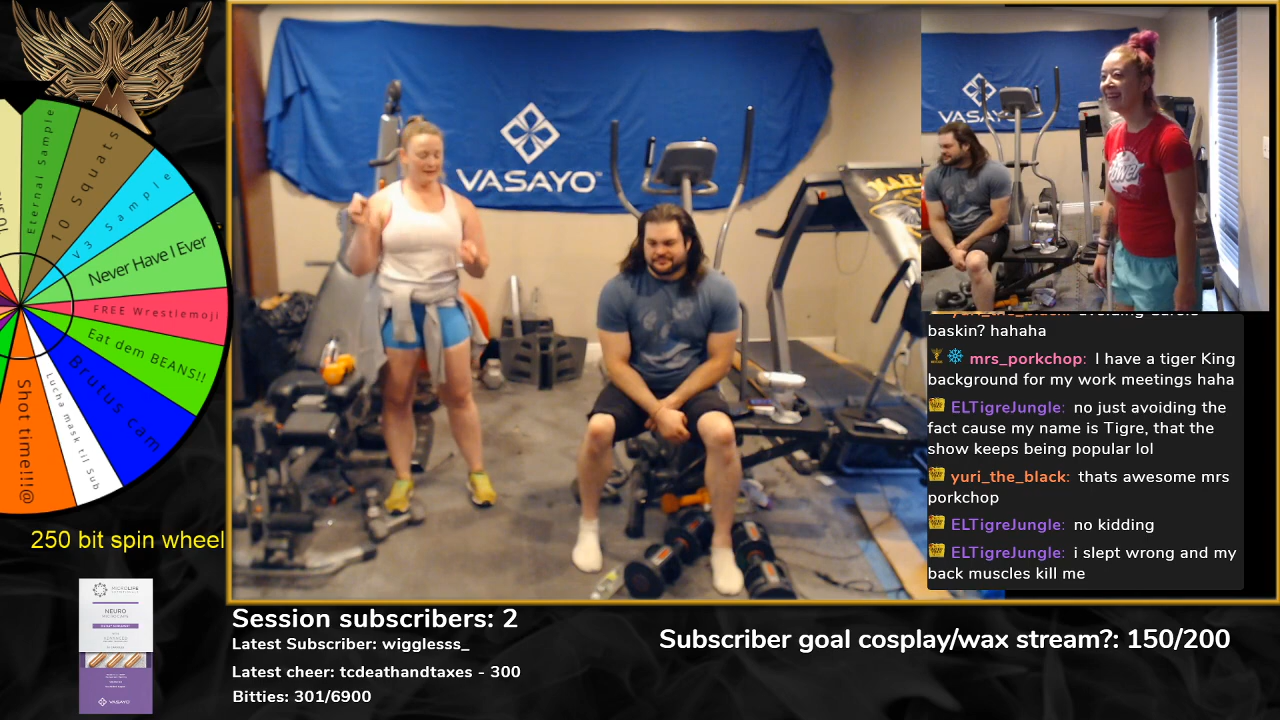 Eternal Sample
10 Squats
V3 Sample
Never Have I Ever
FREE Wrestlemoji
Eat dem BEANS!!
Brutus cam
Lucha mask til Sub
Shot time!!!!@
250 bit spin wheel
MICROLIFE
NEURO
VASAYO
VASAYO™
VASAY
POWER
baskin? hahaha
mrs_porkchop: I have a tiger King
background for my work meetings haha
ELTigreJungle: no just avoiding the
fact cause my name is Tigre, that the
show keeps being popular lol
yuri_the_black: thats awesome mrs
porkchop
ELTigreJungle: no kidding
ELTigreJungle: i slept wrong and my
back muscles kill me
Session subscribers: 2
Latest Subscriber: wigglesss_
Latest cheer: tcdeathandtaxes - 300
Bitties: 301/6900
Subscriber goal cosplay/wax stream?: 150/200